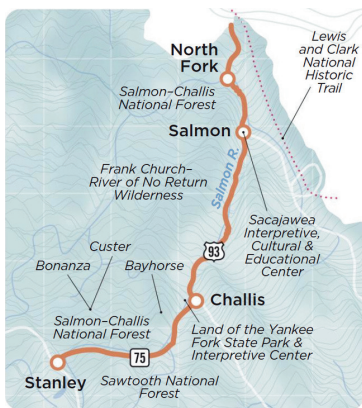 North
Fork
Lewis
and Clark
National
Historic
Trail
Salmon–Challis
National Forest
Salmon
Frank Church–
River of No Return
Wilderness
Salmon R.
Sacajawea
Interpretive,
Cultural &
Educational
Center
93
Custer
Bonanza
Bayhorse
Challis
Salmon–Challis
National Forest
Land of the Yankee
Fork State Park &
Interpretive Center
75
Stanley
Sawtooth National
Forest